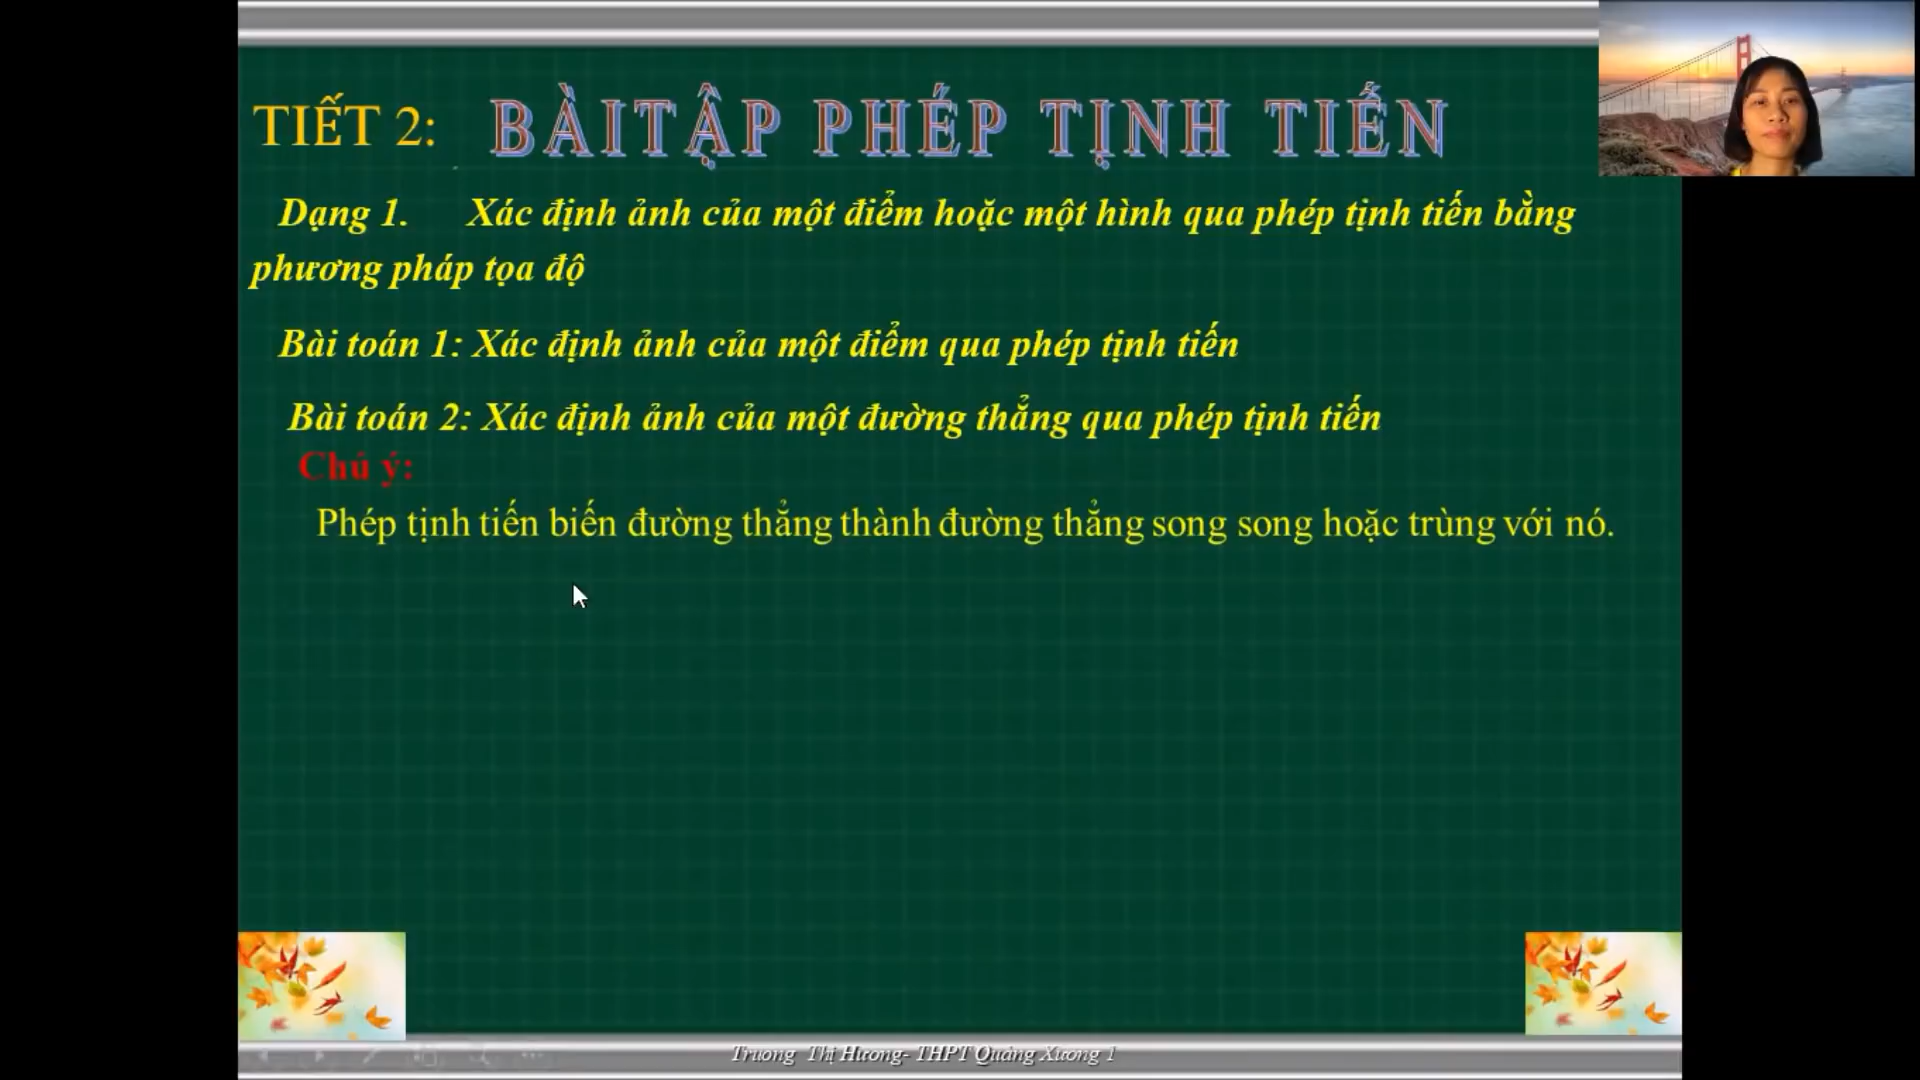 TIẾT 2: BÀI TẬP PHÉP TỊNH TIẾN
Dạng 1. Xác định ảnh của một điểm hoặc một hình qua phép tịnh tiến bằng
phương pháp tọa độ
Bài toán 1: Xác định ảnh của một điểm qua phép tịnh tiến
Bài toán 2: Xác định ảnh của một đường thẳng qua phép tịnh tiến
Chú ý:
Phép tịnh tiến biến đường thẳng thành đường thẳng song song hoặc trùng với nó.
Truong Thị Hương- THPT Quảng Xương 1